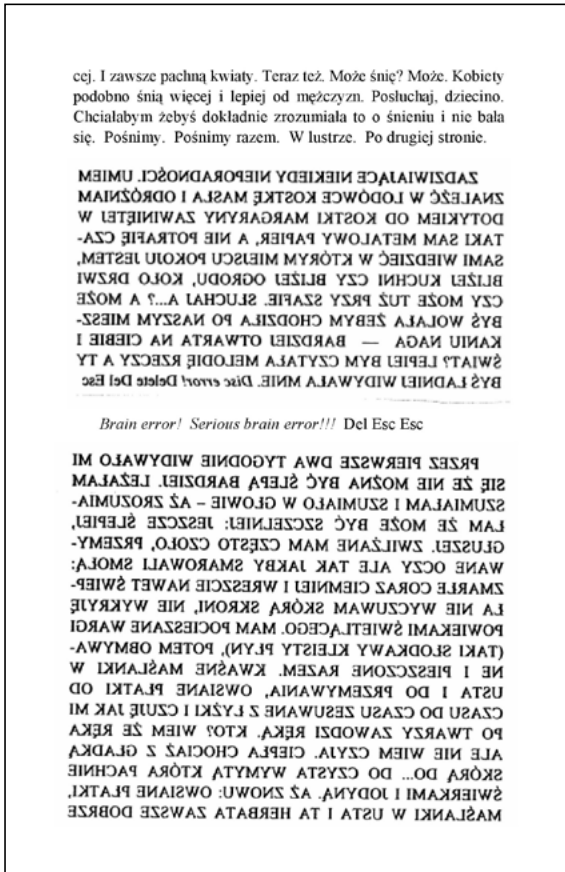 cej. I zawsze pachną kwiaty. Teraz też. Może śnię? Może. Kobiety
podobno śnią więcej i lepiej od mężczyzn. Posłuchaj, dziecino.
Chciałabym żebyś dokładnie zrozumiała to o śnieniu i nie bała
się. Pośnimy. Pośnimy razem. W lustrze. Po drugiej stronie.
ZADZIWIAJĄCE NIEKIEDY NIEPORADNOŚCI. UMIEM
ZNALEŹĆ W LODÓWCE KOSTKĘ MASŁA I ODRÓŻNIAM
DOTYKIEM OD KOSTKI MARGARYNY ZAWINIĘTEJ W
TAKI SAM METALOWY PAPIER, A NIE POTRAFIĘ CZA-
SAMI WIEDZIEĆ W KTÓRYM MIEJSCU POKOJU JESTEM,
BLIŻEJ KUCHNI CZY BLIŻEJ OGRODU, KOŁO DRZWI
CZY MOŻE TUŻ PRZY SZAFIE. SŁUCHAJ A...? A MOŻE
BYŚ WOLAŁA ŻEBYM CHODZIŁA PO NASZYM MIESZ-
KANIU NAGA — BARDZIEJ OTWARTA NA CIEBIE I
ŚWIAT? LEPIEJ BYM CZYTAŁA MELODIĘ RZECZY A TY
BYŚ ŁADNIEJ WIDYWAŁA MNIE. Disc error! Delete Del Esc
Brain error! Serious brain error!!! Del Esc Esc
PRZEZ PIERWSZE DWA TYGODNIE WIDYWAŁO MI
SIĘ ŻE NIE MOŻNA BYĆ ŚLEPĄ BARDZIEJ. LEŻAŁAM
SZUMIAŁAM I SZUMIAŁO W GŁOWIE – AŻ ZROZUMIA-
ŁAM ŻE MOŻE BYĆ SZCZELNIEJ: JESZCZE ŚLEPIEJ,
GŁUSZEJ. ZWILŻANE MAM CZĘSTO CZOŁO, PRZEMY-
WANE OCZY ALE TAK JAKBY SMAROWALI SMOŁĄ:
ZMARŁE CORAZ CIEMNIEJ I WRESZCIE NAWET ŚWIEP-
ŁA NIE WYCZUWAM SKÓRĄ SKRONI, NIE WYKRYJĘ
POWIEKAMI ŚWIETLĄCEGO. MAM POCIESZANE WARGI
(TAKI SŁODKAWY KLEISTY PŁYN), POTEM OBMYWA-
NE I PIESZCZONE RAZEM. KWAŚNE MAŚLANKI W
USTA I DO PRZEMYWANIA, OWSIANE PŁATKI OD
CZASU DO CZASU ZESUWANE Z ŁYŻKI I CZUJĘ JAK MI
PO TWARZY ZAWODZI RĘKĄ. KTO? WIEM ŻE RĘKA
ALE NIE WIEM CZYJA. CIEPŁA CHOCIAŻ Z GŁADKĄ
SKÓRĄ DO... DO CZYSTA WYMYTĄ KTÓRA PACHNIE
ŚWIERKAMI I JODYNĄ. AŻ ZNOWU: OWSIANE PŁATKI,
MAŚLANKI W USTA I TA HERBATA ZAWSZE DOBRZE